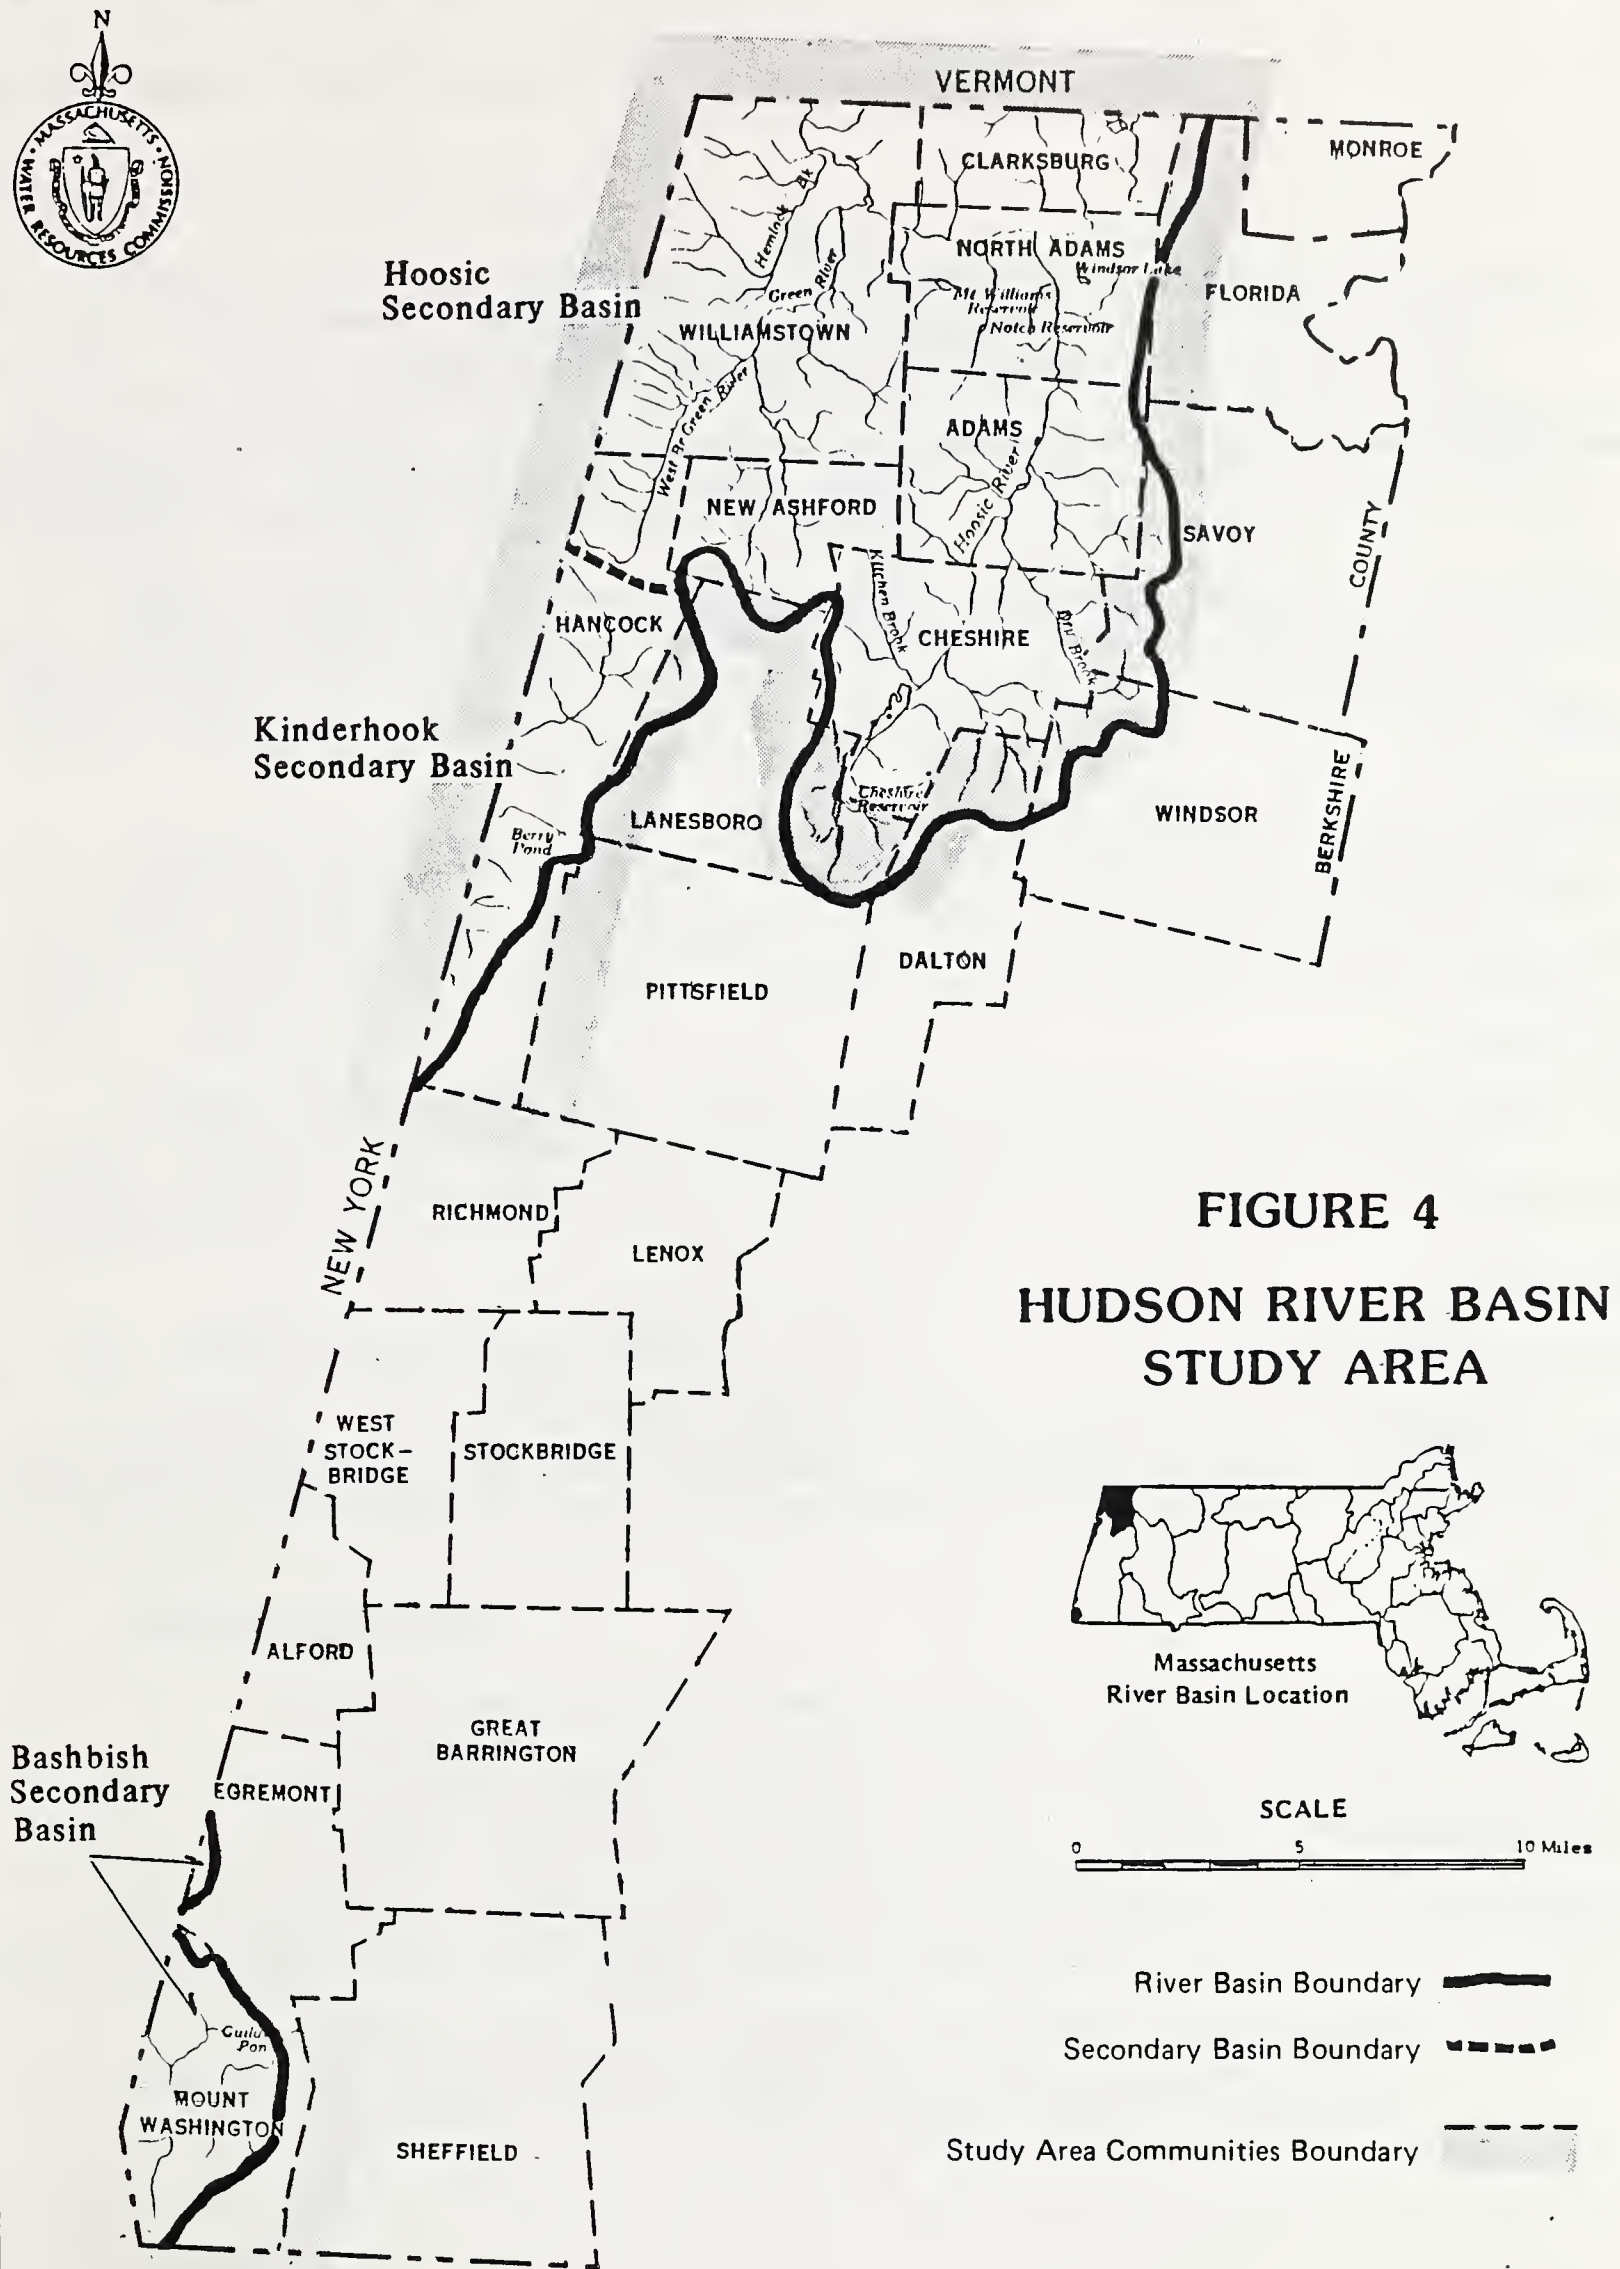 N
MASSACHUSETTS
WATER RESOURCES COMMISSION
VERMONT
MONROE
CLARKSBURG
Hemlock Bk
NORTH ADAMS
Windsor Lake
Hoosic
Secondary Basin
Green River
Mt Williams
Reservoir
FLORIDA
Notch Reservoir
WILLIAMSTOWN
West Br Green River
ADAMS
Hoosic River
NEW ASHFORD
SAVOY
COUNTY
Kitchen Brook
HANCOCK
CHESHIRE
Dry Brook
Kinderhook
Secondary Basin
Cheshire
Reservoir
BERKSHIRE
WINDSOR
LANESBORO
Berry
Pond
DALTON
PITTSFIELD
NEW YORK
RICHMOND
LENOX
FIGURE 4
HUDSON RIVER BASIN
STUDY AREA
WEST
STOCK-
BRIDGE
STOCKBRIDGE
ALFORD
Massachusetts
River Basin Location
GREAT
BARRINGTON
Bashbish
Secondary
Basin
EGREMONT
SCALE
0 5 10 Miles
River Basin Boundary
Secondary Basin Boundary
Pon
MOUNT
WASHINGTON
SHEFFIELD
Study Area Communities Boundary